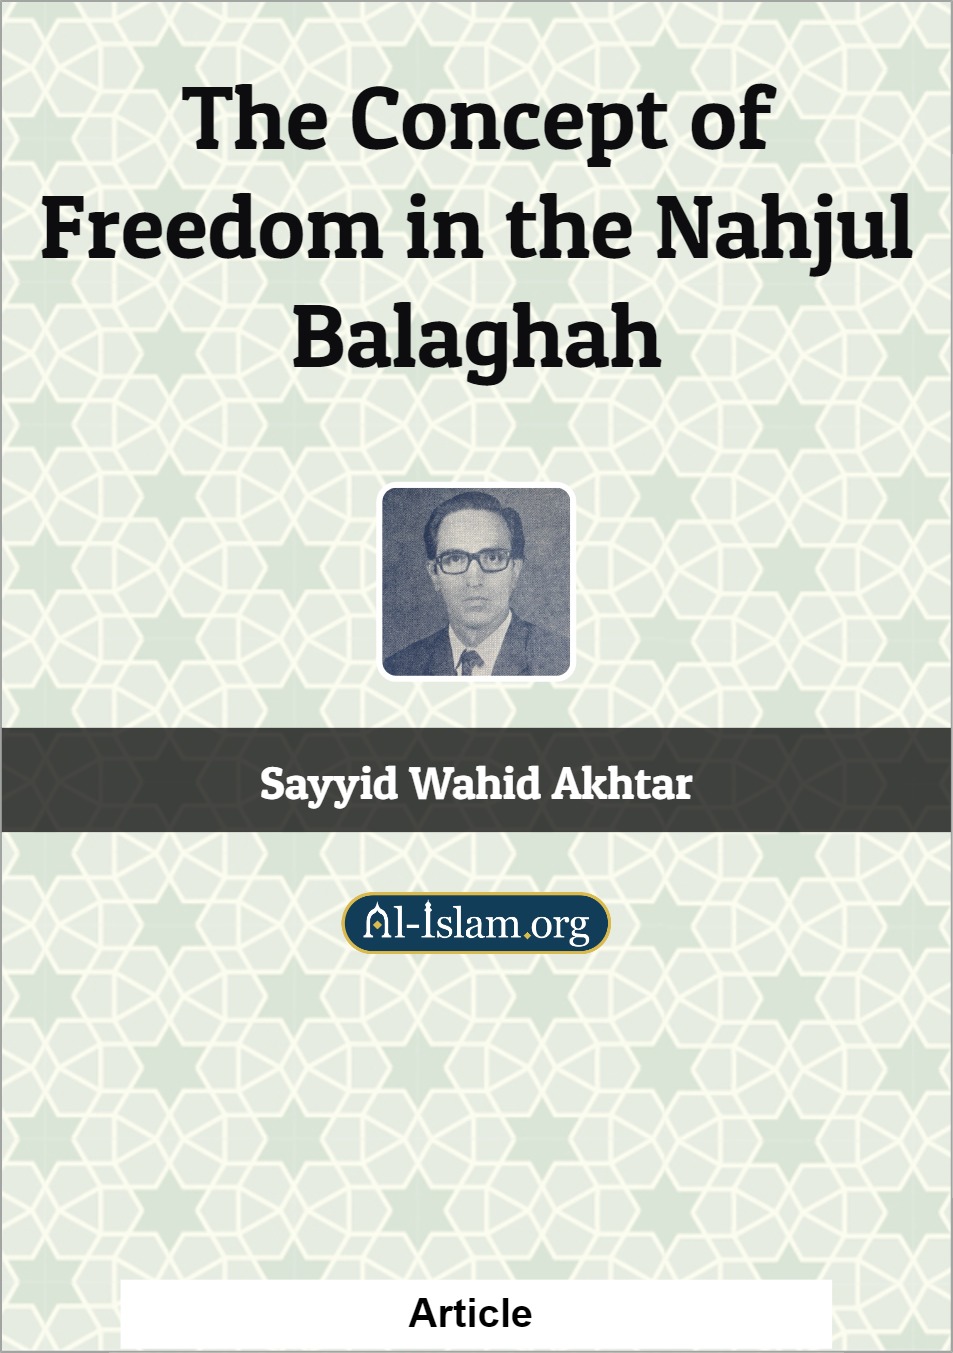 The Concept of
Freedom in the Nahjul
Balaghah
Sayyid Wahid Akhtar
Al-Islam.org
Article